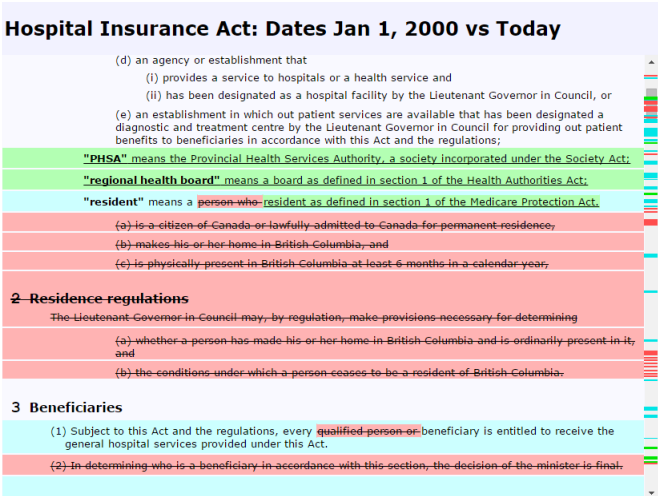 Hospital Insurance Act: Dates Jan 1, 2000 vs Today
(d) an agency or establishment that
(i) provides a service to hospitals or a health service and
(ii) has been designated as a hospital facility by the Lieutenant Governor in Council, or
(e) an establishment in which out patient services are available that has been designated a
diagnostic and treatment centre by the Lieutenant Governor in Council for providing out patient
benefits to beneficiaries in accordance with this Act and the regulations;
"PHSA" means the Provincial Health Services Authority, a society incorporated under the Society Act;
"regional health board" means a board as defined in section 1 of the Health Authorities Act;
"resident" means a person who resident as defined in section 1 of the Medicare Protection Act.
(a) is a citizen of Canada or lawfully admitted to Canada for permanent residence,
(b) makes his or her home in British Columbia, and
(c) is physically present in British Columbia at least 6 months in a calendar year,
2 Residence regulations
The Lieutenant Governor in Council may, by regulation, make provisions necessary for determining
(a) whether a person has made his or her home in British Columbia and is ordinarily present in it,
and
(b) the conditions under which a person ceases to be a resident of British Columbia.
3 Beneficiaries
(1) Subject to this Act and the regulations, every qualified person or beneficiary is entitled to receive the
general hospital services provided under this Act.
(2) In determining who is a beneficiary in accordance with this section, the decision of the minister is final.